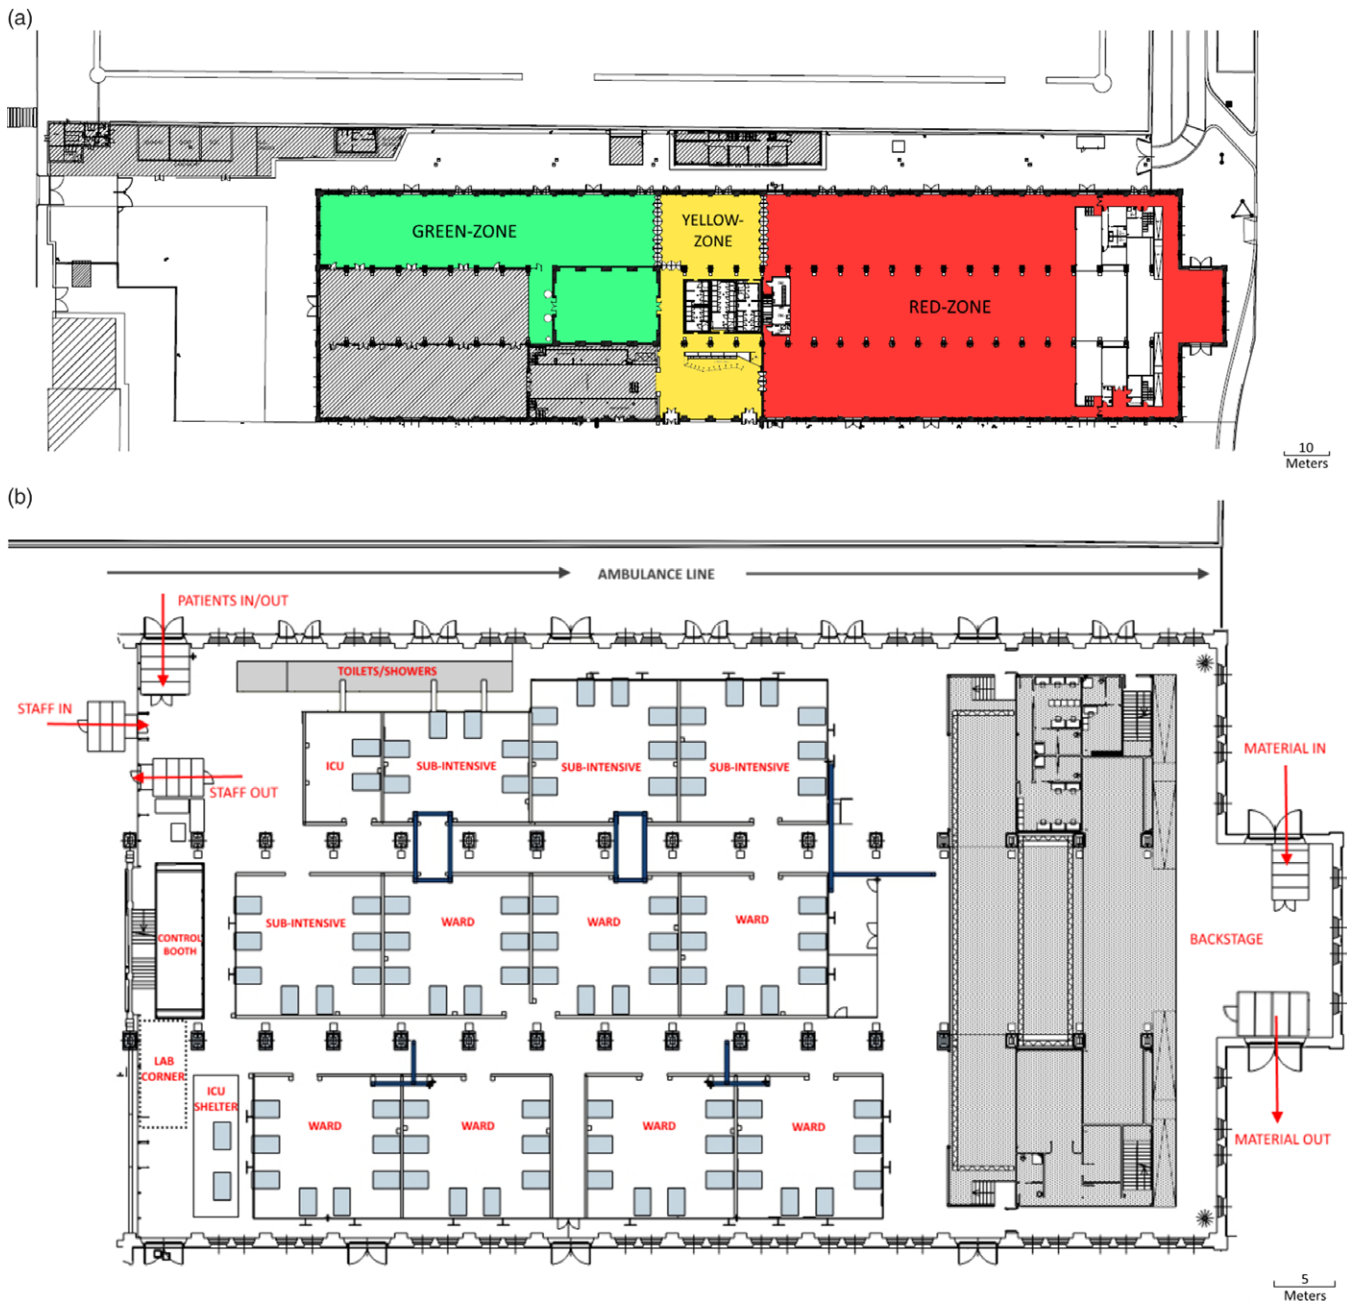 (a)
GREEN-ZONE
YELLOW-
ZONE
RED-ZONE
10
Meters
(b)
AMBULANCE LINE
PATIENTS IN/OUT
TOILETS/SHOWERS
STAFF IN
STAFF OUT
ICU
SUB-INTENSIVE
SUB-INTENSIVE
SUB-INTENSIVE
MATERIAL IN
SUB-INTENSIVE
WARD
WARD
WARD
CONTROL
BOOTH
BACKSTAGE
LAB
CORNER
ICU
SHELTER
WARD
WARD
WARD
WARD
MATERIAL OUT
5
Meters